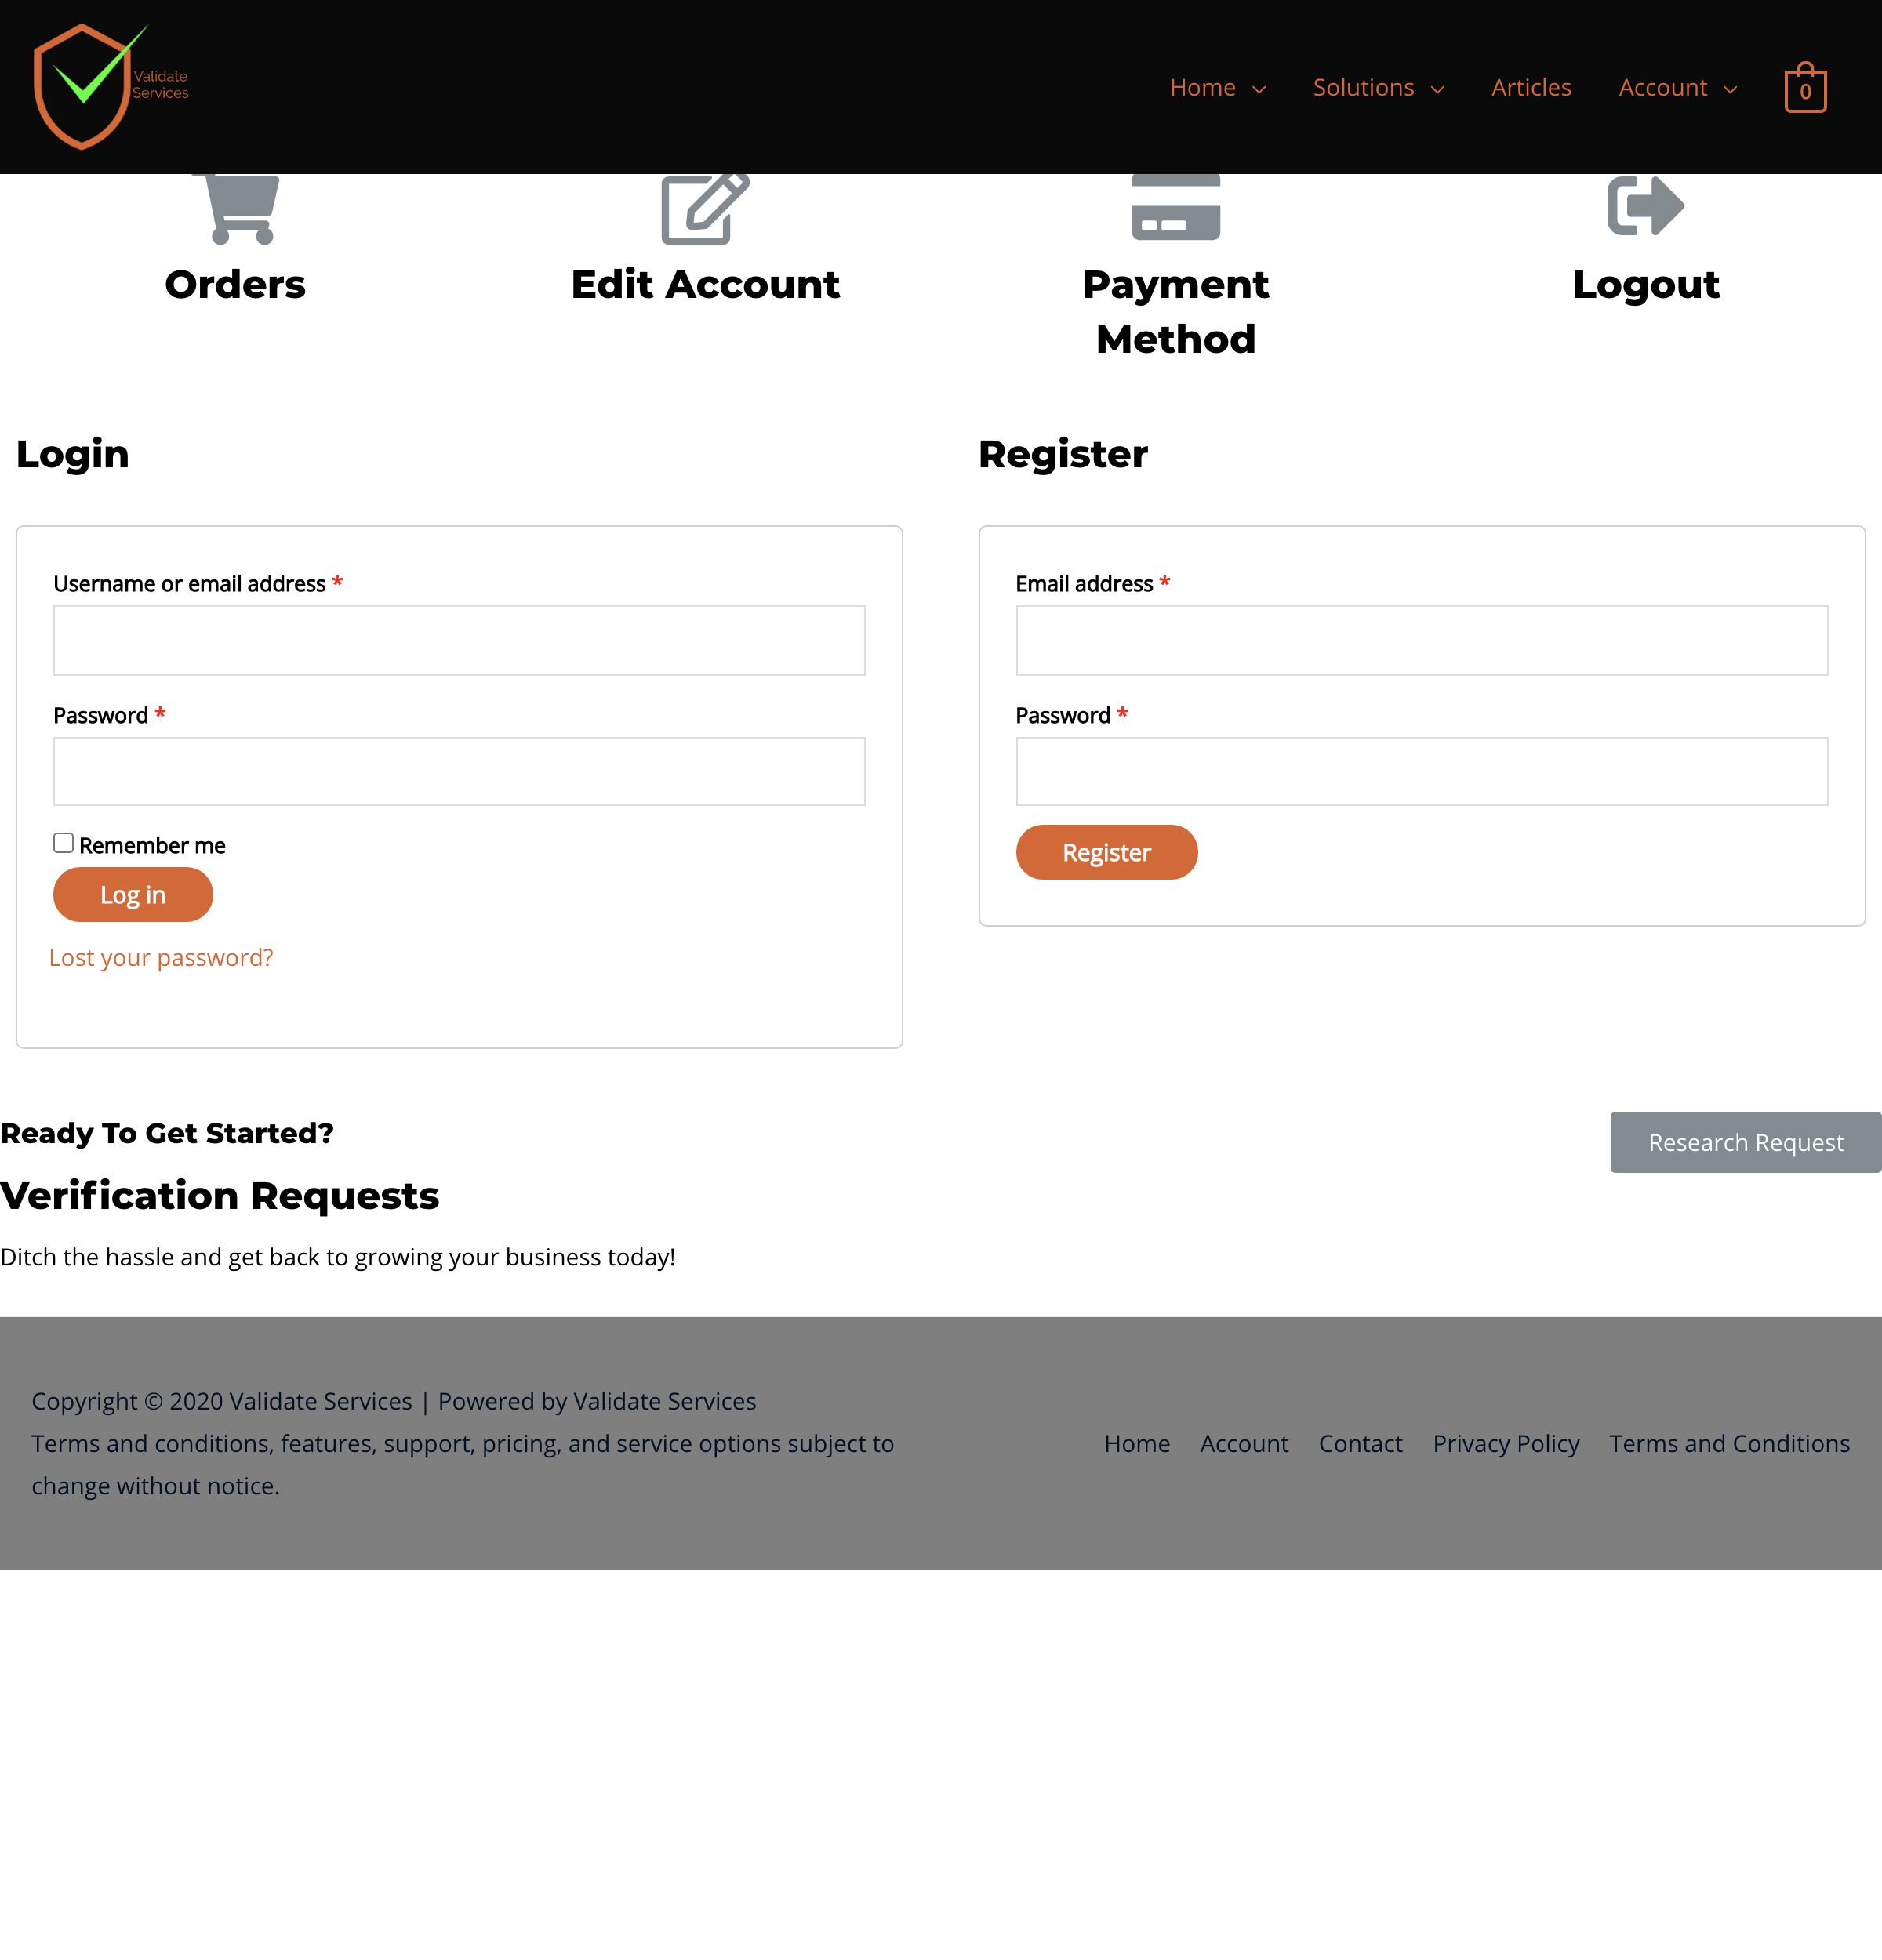 Validate
Services
Home
Solutions
Articles
Account
0
Orders
Edit Account
Payment
Method
Logout
Login
Register
Username or email address *
Password *
Remember me
Log in
Lost your password?
Email address *
Password *
Register
Ready To Get Started?
Verification Requests
Ditch the hassle and get back to growing your business today!
Research Request
Copyright © 2020 Validate Services | Powered by Validate Services
Terms and conditions, features, support, pricing, and service options subject to
change without notice.
Home
Account
Contact
Privacy Policy
Terms and Conditions